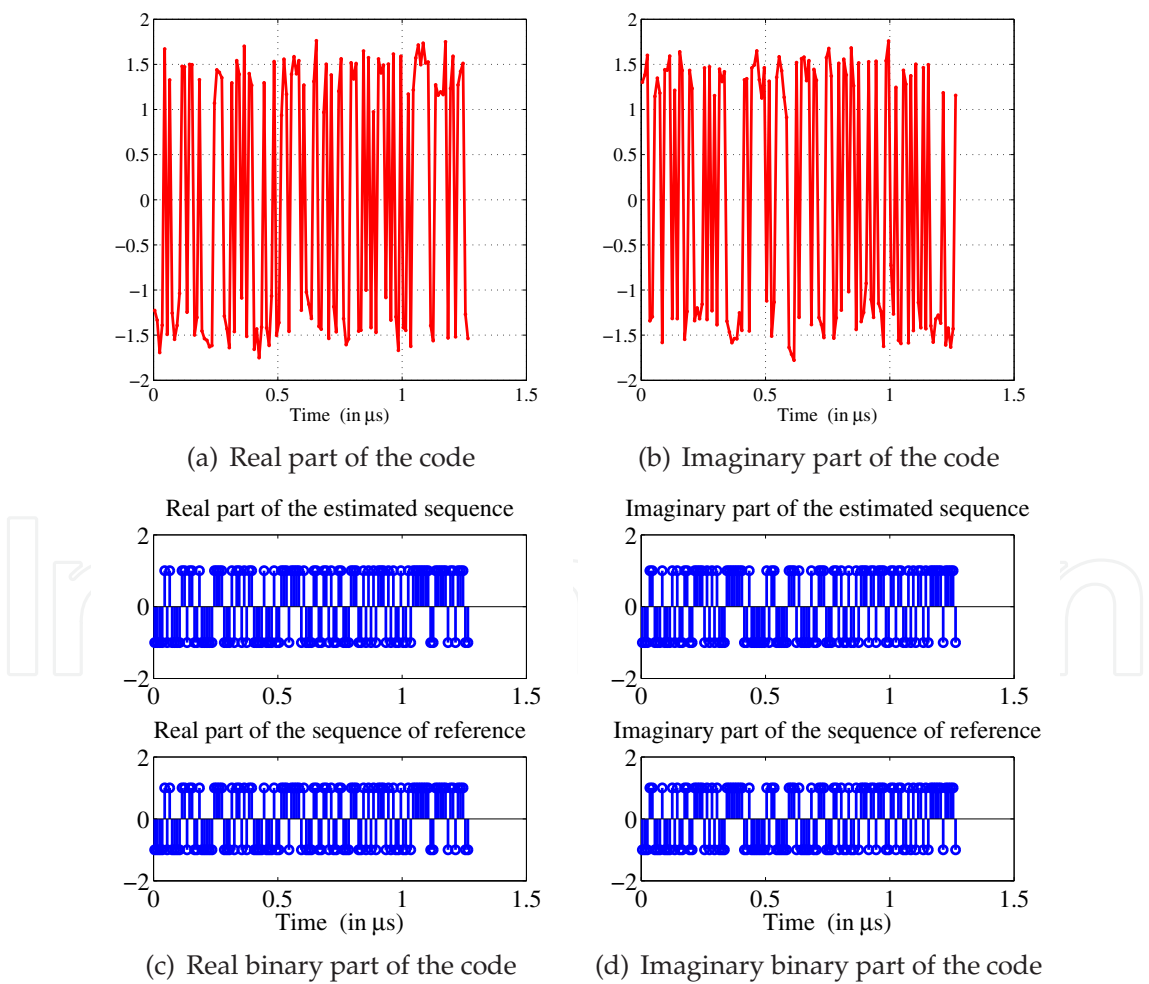 2
1.5
1
0.5
0
−0.5
−1
−1.5
−2
0 0.5 1 1.5
Time (in μs)
(a) Real part of the code
2
1.5
1
0.5
0
−0.5
−1
−1.5
−2
0 0.5 1 1.5
Time (in μs)
(b) Imaginary part of the code
Real part of the estimated sequence
2
0
−2
0 0.5 1 1.5
Real part of the sequence of reference
2
0
−2
0 0.5 1 1.5
Time (in μs)
(c) Real binary part of the code
Imaginary part of the estimated sequence
2
0
−2
0 0.5 1 1.5
Imaginary part of the sequence of reference
2
0
−2
0 0.5 1 1.5
Time (in μs)
(d) Imaginary binary part of the code